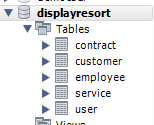 displayresort
Tables
contract
customer
employee
service
user
Views